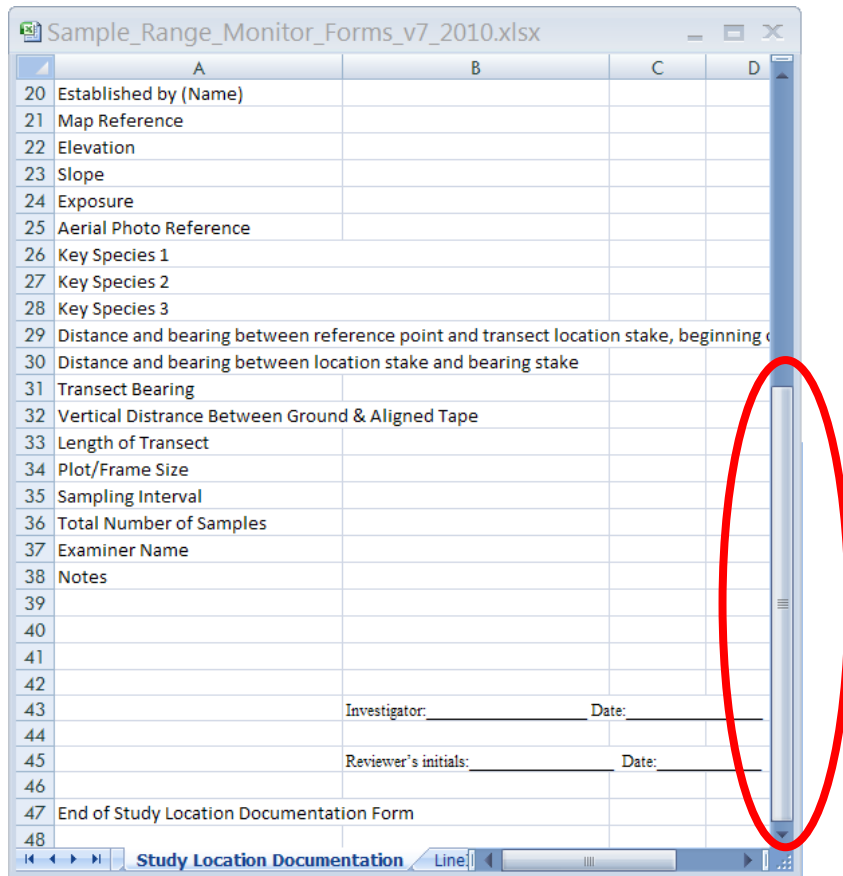 Sample_Range_Monitor_Forms_v7_2010.xlsx
A B C D
20 Established by (Name)
21 Map Reference
22 Elevation
23 Slope
24 Exposure
25 Aerial Photo Reference
26 Key Species 1
27 Key Species 2
28 Key Species 3
29 Distance and bearing between reference point and transect location stake, beginning
30 Distance and bearing between location stake and bearing stake
31 Transect Bearing
32 Vertical Distrance Between Ground & Aligned Tape
33 Length of Transect
34 Plot/Frame Size
35 Sampling Interval
36 Total Number of Samples
37 Examiner Name
38 Notes
39
40
41
42
43 Investigator:____________________ Date:_________________
44
45 Reviewer's initials:__________________ Date:_____________
46
47 End of Study Location Documentation Form
48
Study Location Documentation Line